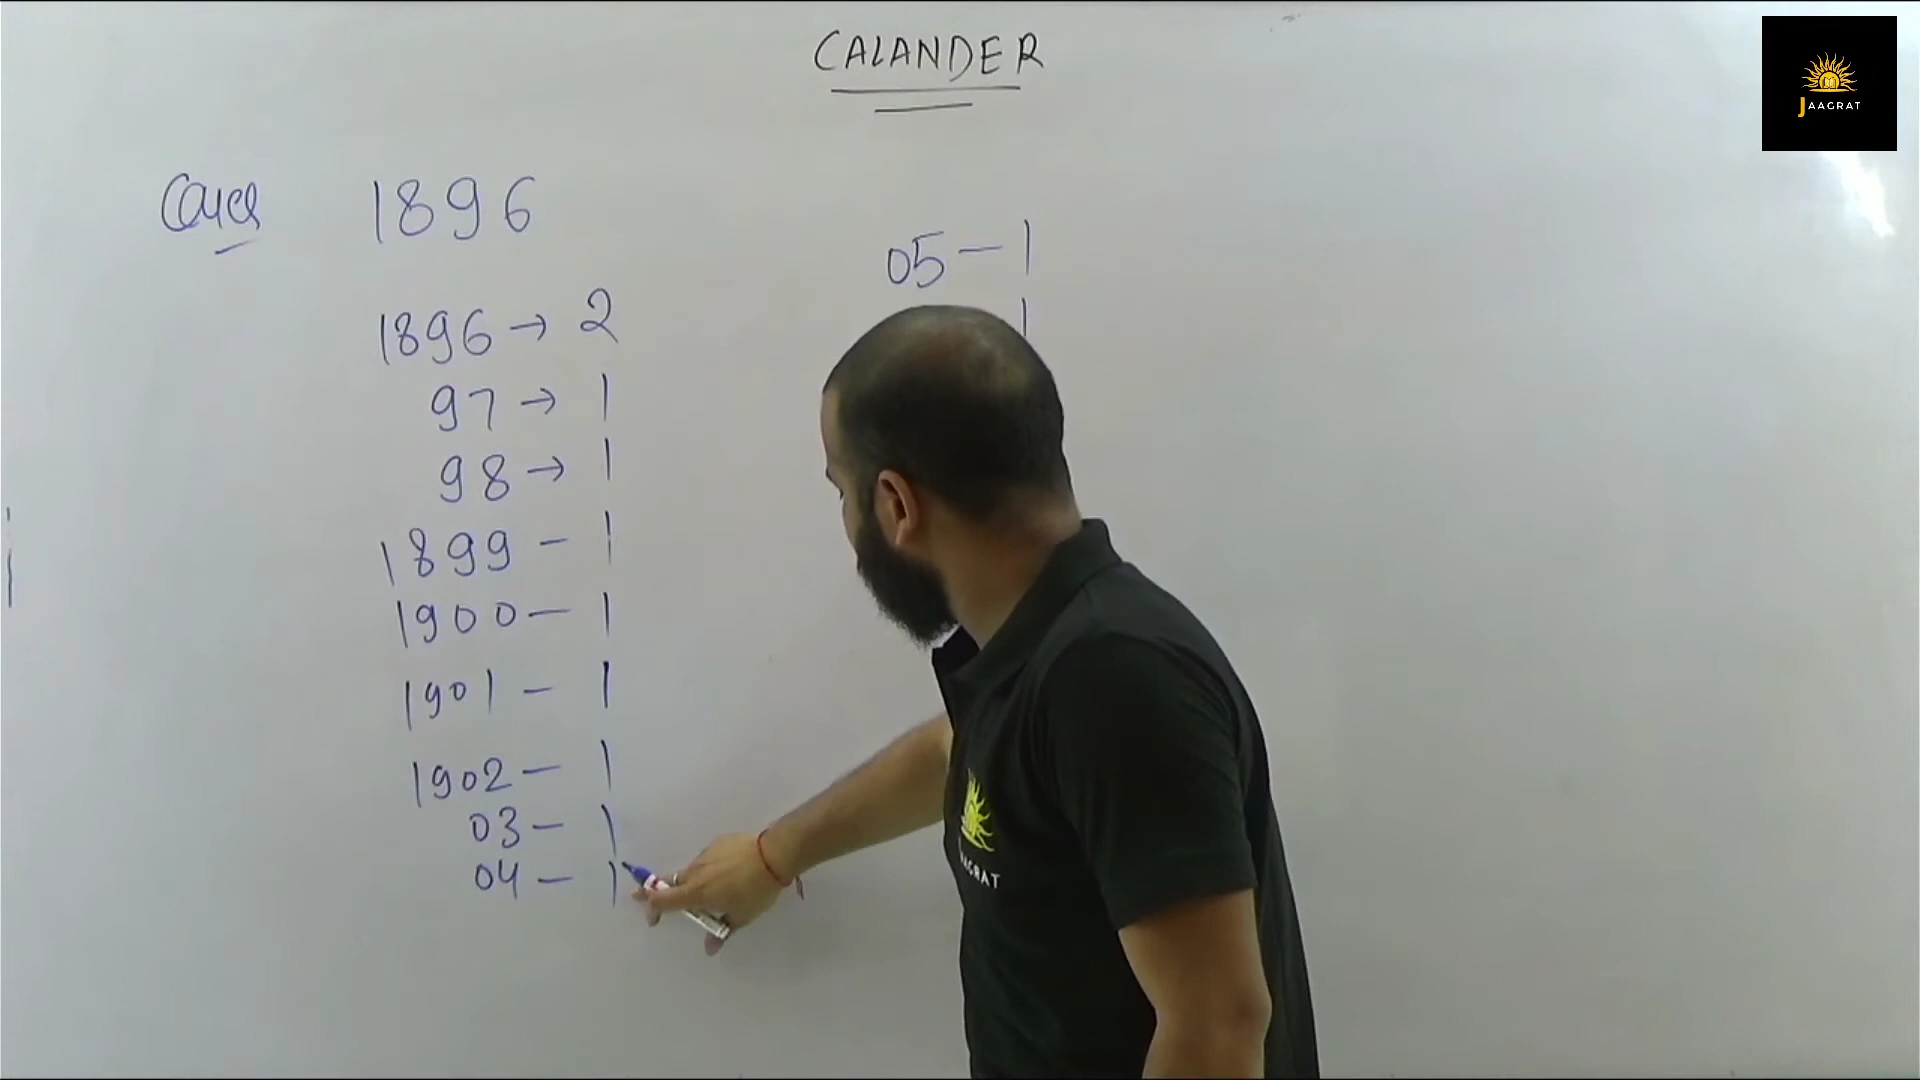 CALANDER
JAAGRAT
1896
1896 → 2
97 → 1
98 → 1
1899 - 1
1900 - 1
1901 - 1
1902 - 1
03 - 1
04 - 1
05 - 1
1